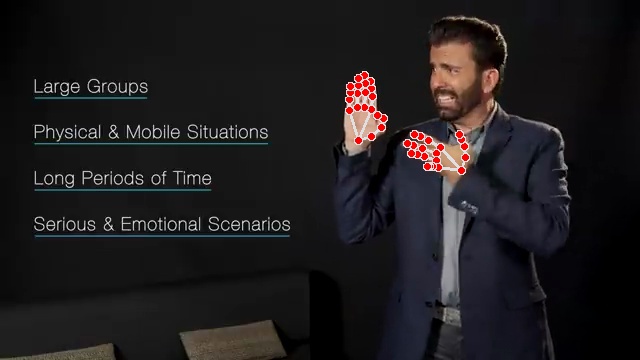 Large Groups
Physical & Mobile Situations
Long Periods of Time
Serious & Emotional Scenarios